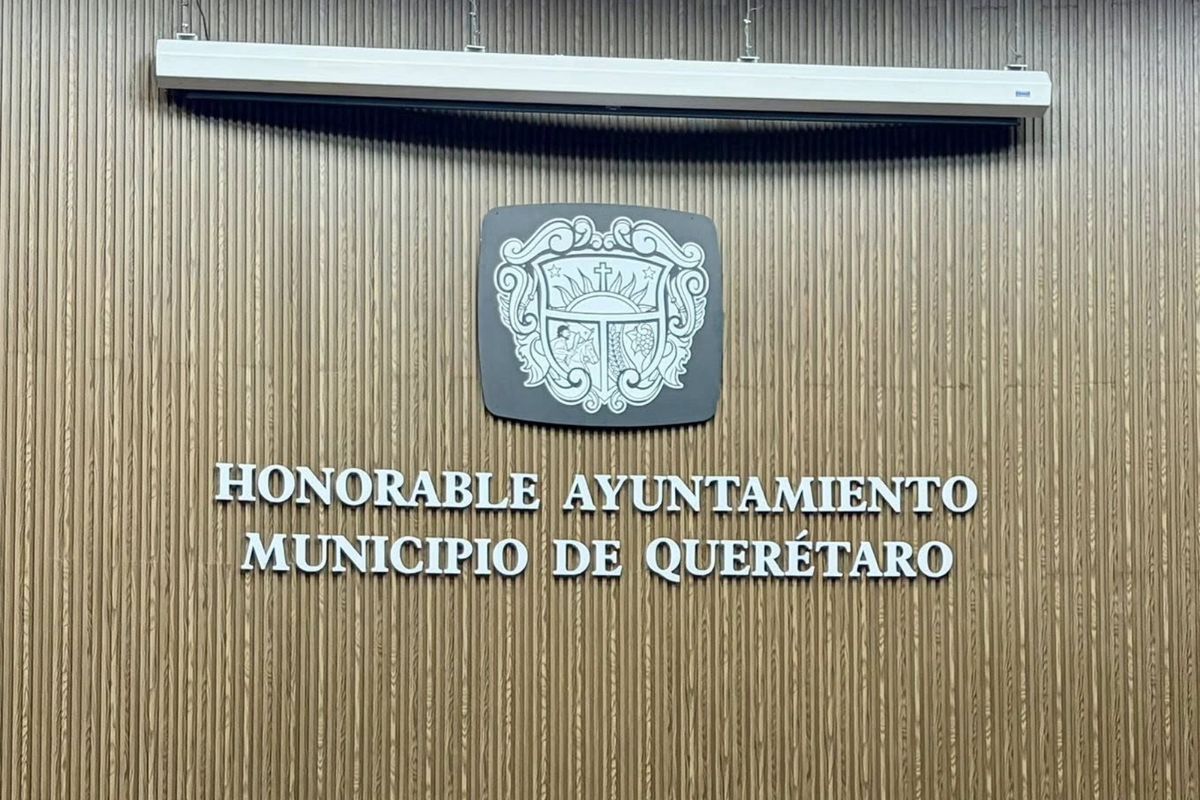 HONORABLE AYUNTAMIENTO
MUNICIPIO DE QUERÉTARO